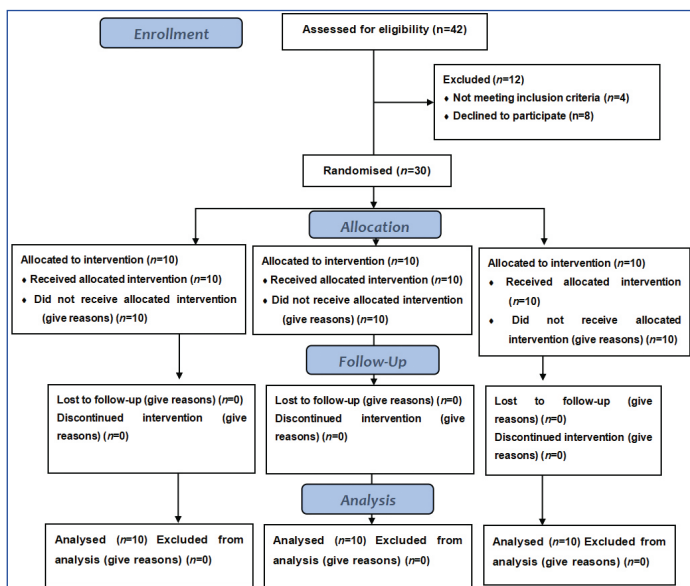 Enrollment
Assessed for eligibility (n=42)
Excluded (n=12)
♦ Not meeting inclusion criteria (n=4)
♦ Declined to participate (n=8)
Randomised (n=30)
Allocation
Allocated to intervention (n=10)
♦ Received allocated intervention (n=10)
♦ Did not receive allocated intervention
(give reasons) (n=10)
Allocated to intervention (n=10)
♦ Received allocated intervention (n=10)
♦ Did not receive allocated intervention
(give reasons) (n=10)
Allocated to intervention (n=10)
♦ Received allocated intervention
(n=10)
♦ Did not receive allocated
intervention (give reasons) (n=10)
Follow-Up
Lost to follow-up (give reasons) (n=0)
Discontinued intervention (give
reasons) (n=0)
Lost to follow-up (give reasons) (n=0)
Discontinued intervention (give
reasons) (n=0)
Lost to follow-up (give
reasons) (n=0)
Discontinued intervention (give
reasons) (n=0)
Analysis
Analysed (n=10) Excluded from
analysis (give reasons) (n=0)
Analysed (n=10) Excluded from
analysis (give reasons) (n=0)
Analysed (n=10) Excluded from
analysis (give reasons) (n=0)